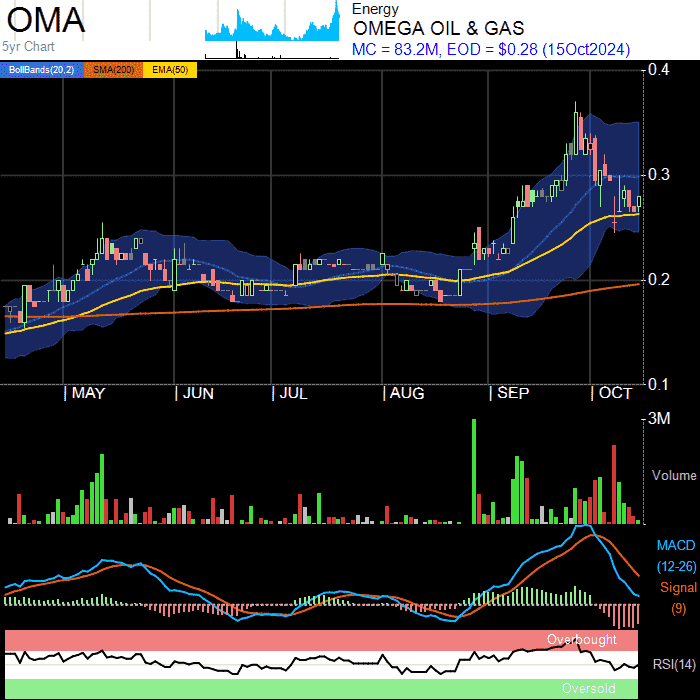 OMA
5yr Chart
Energy
OMEGA OIL & GAS
MC = 83.2M, EOD = $0.28 (15Oct2024)
BollBands(20,2) SMA(200) EMA(50)
0.4
0.3
0.2
0.1
MAY JUN JUL AUG SEP OCT
3M
Volume
MACD
(12-26)
Signal
(9)
Overbought
RSI(14)
Oversold